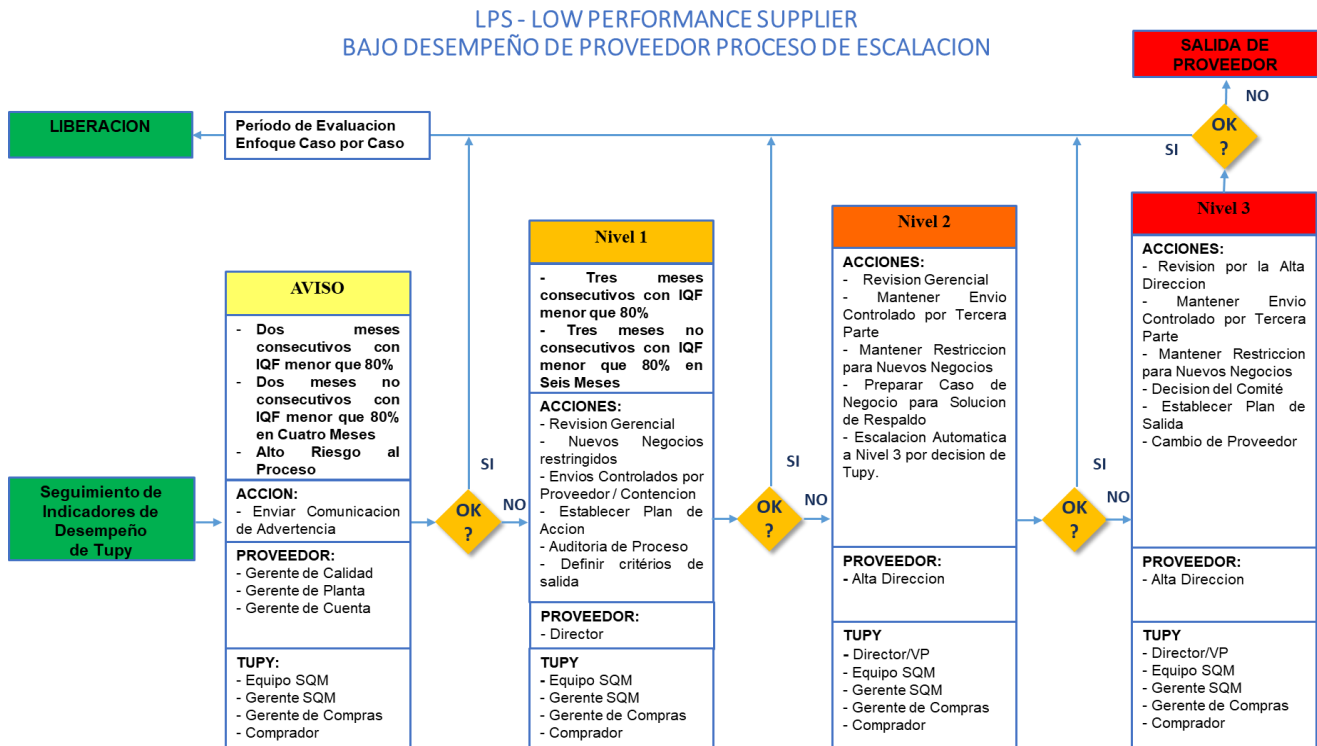 LPS - LOW PERFORMANCE SUPPLIER
BAJO DESEMPEÑO DE PROVEEDOR PROCESO DE ESCALACION
SALIDA DE
PROVEEDOR
NO
OK
?
SI
LIBERACION
Período de Evaluacion
Enfoque Caso por Caso
Seguimiento de
Indicadores de
Desempeño
de Tupy
AVISO
- Dos meses
consecutivos con
IQF menor que 80%
- Dos meses no
consecutivos con
IQF menor que 80%
en Cuatro Meses
- Alto Riesgo al
Proceso
ACCION:
- Enviar Comunicacion
de Advertencia
PROVEEDOR:
- Gerente de Calidad
- Gerente de Planta
- Gerente de Cuenta
TUPY:
- Equipo SQM
- Gerente SQM
- Gerente de Compras
- Comprador
SI
OK
?
NO
Nivel 1
- Tres meses
consecutivos con IQF
menor que 80%
- Tres meses no
consecutivos con IQF
menor que 80% en
Seis Meses
ACCIONES:
- Revision Gerencial
- Nuevos Negocios
restringidos
- Envios Controlados por
Proveedor / Contencion
- Establecer Plan de
Accion
- Auditoria de Proceso
- Definir critérios de
salida
PROVEEDOR:
- Director
TUPY
- Equipo SQM
- Gerente SQM
- Gerente de Compras
- Comprador
SI
OK
?
NO
Nivel 2
ACCIONES:
- Revision Gerencial
- Mantener Envio
Controlado por Tercera
Parte
- Mantener Restriccion
para Nuevos Negocios
- Preparar Caso de
Negocio para Solucion
de Respaldo
- Escalacion Automatica
a Nivel 3 por decision de
Tupy.
PROVEEDOR:
- Alta Direccion
TUPY
- Director/VP
- Equipo SQM
- Gerente SQM
- Gerente de Compras
- Comprador
SI
OK
?
NO
Nivel 3
ACCIONES:
- Revision por la Alta
Direccion
- Mantener Envio
Controlado por Tercera
Parte
- Mantener Restriccion
para Nuevos Negocios
- Decision del Comité
- Establecer Plan de
Salida
- Cambio de Proveedor
PROVEEDOR:
- Alta Direccion
TUPY
- Director/VP
- Equipo SQM
- Gerente SQM
- Gerente de Compras
- Comprador